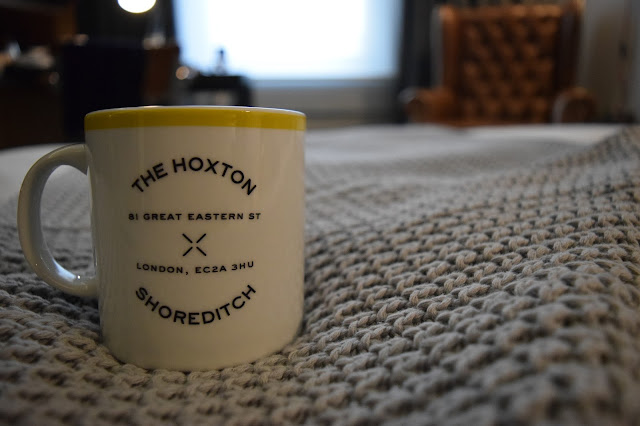 THE HOXTON
81 GREAT EASTERN ST
LONDON, EC2A 3HU
SHOREDITCH